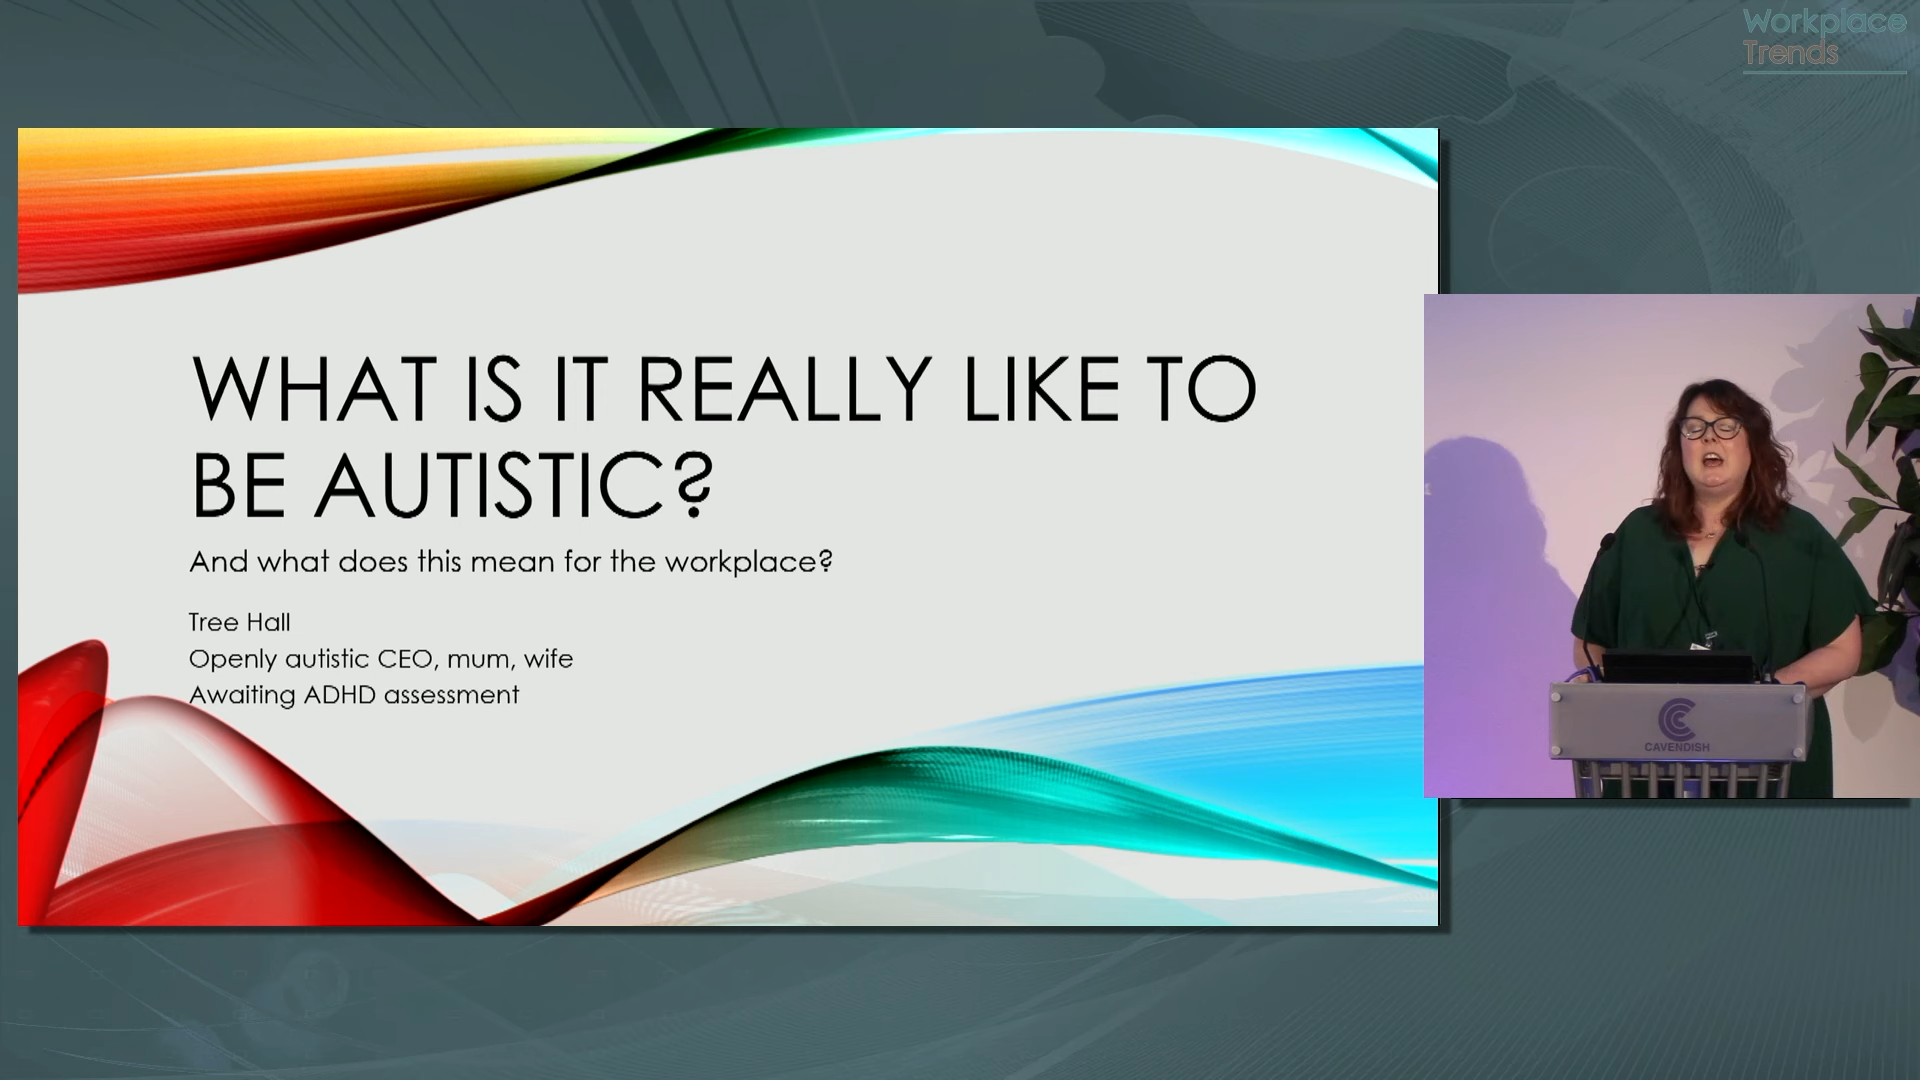 Workplace
Trends
WHAT IS IT REALLY LIKE TO
BE AUTISTIC?
And what does this mean for the workplace?
Tree Hall
Openly autistic CEO, mum, wife
Awaiting ADHD assessment
CAVENDISH